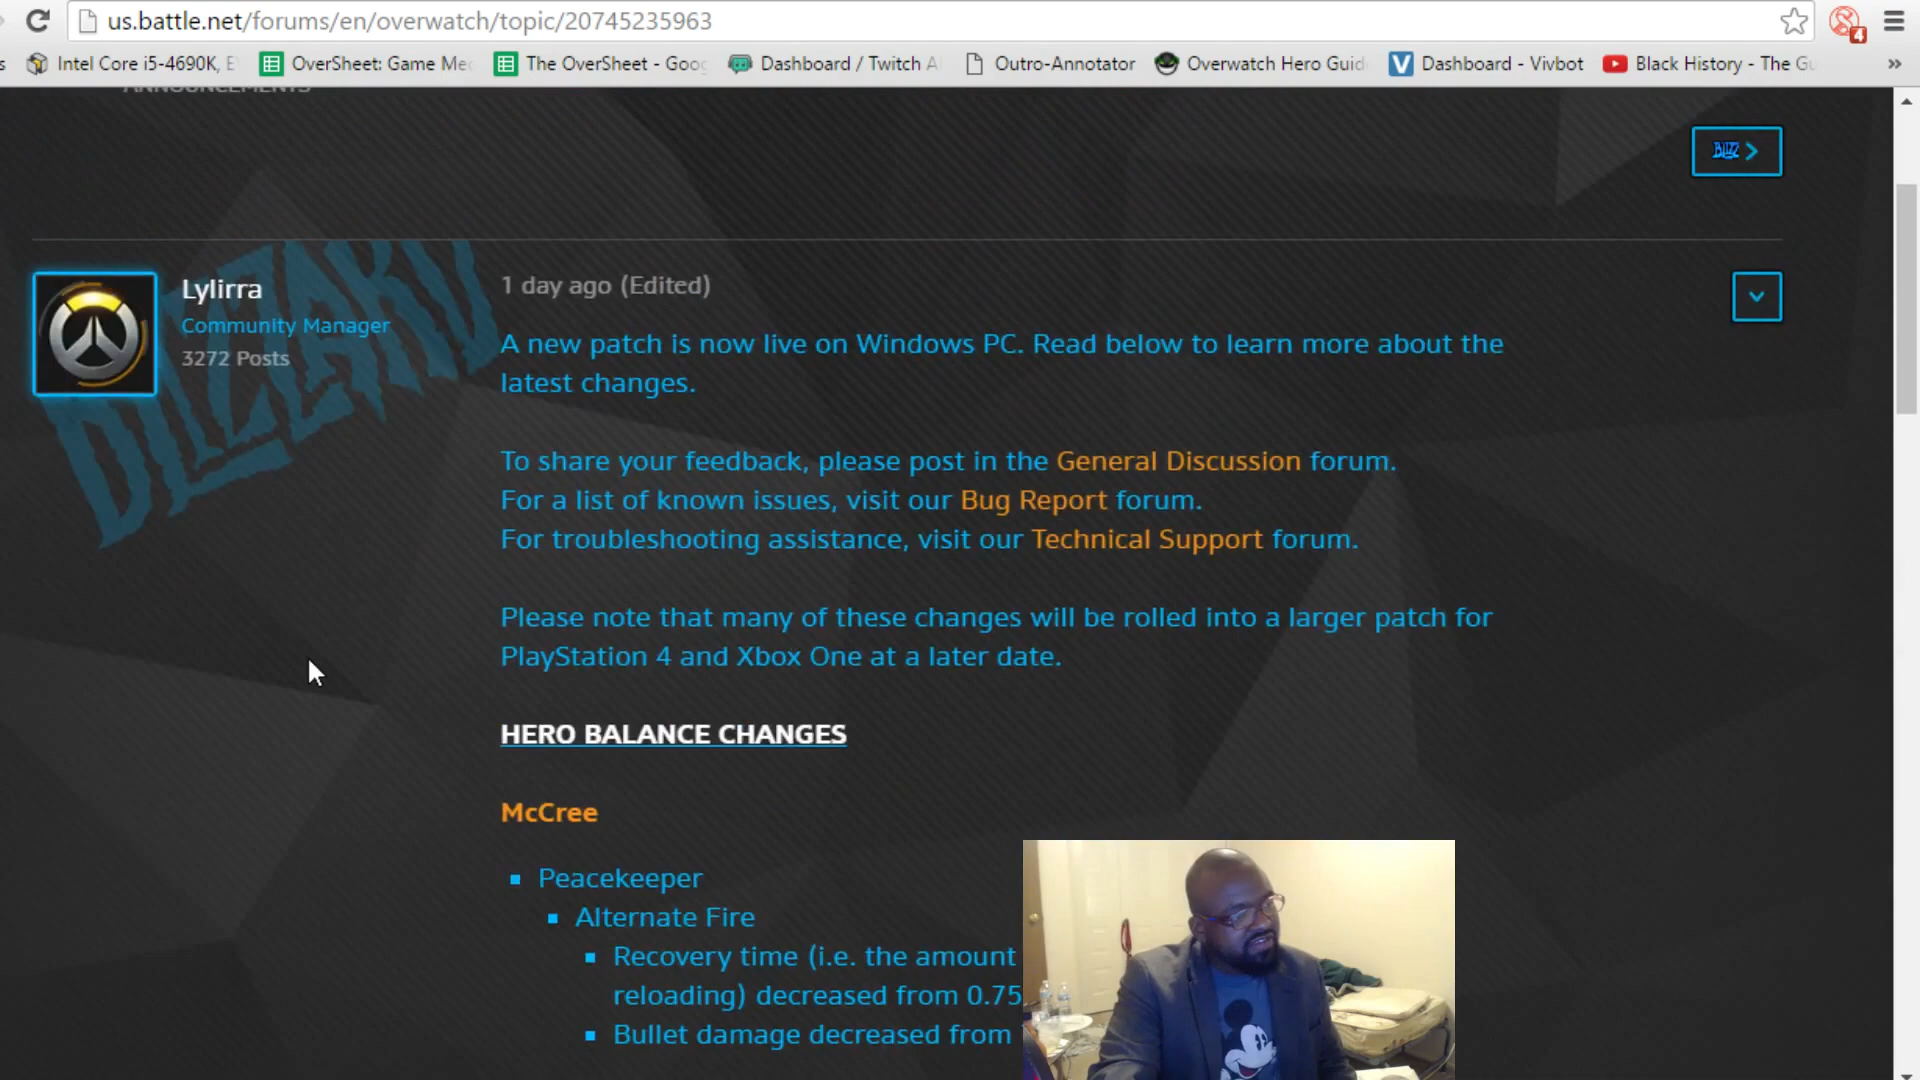 us.battle.net/forums/en/overwatch/topic/20745235963
4
s Intel Core i5-4690K, E OverSheet: Game Me The OverSheet - Goo Dashboard / Twitch A Outro-Annotator Overwatch Hero Guid Dashboard - Vivbot Black History - The Gu »
ANNOUNCEMENTS
BLIZZ
BLIZZARD
Lylirra
Community Manager
3272 Posts
1 day ago (Edited)
A new patch is now live on Windows PC. Read below to learn more about the
latest changes.
To share your feedback, please post in the General Discussion forum.
For a list of known issues, visit our Bug Report forum.
For troubleshooting assistance, visit our Technical Support forum.
Please note that many of these changes will be rolled into a larger patch for
PlayStation 4 and Xbox One at a later date.
HERO BALANCE CHANGES
McCree
Peacekeeper
Alternate Fire
Recovery time (i.e. the amount
reloading) decreased from 0.75
Bullet damage decreased from